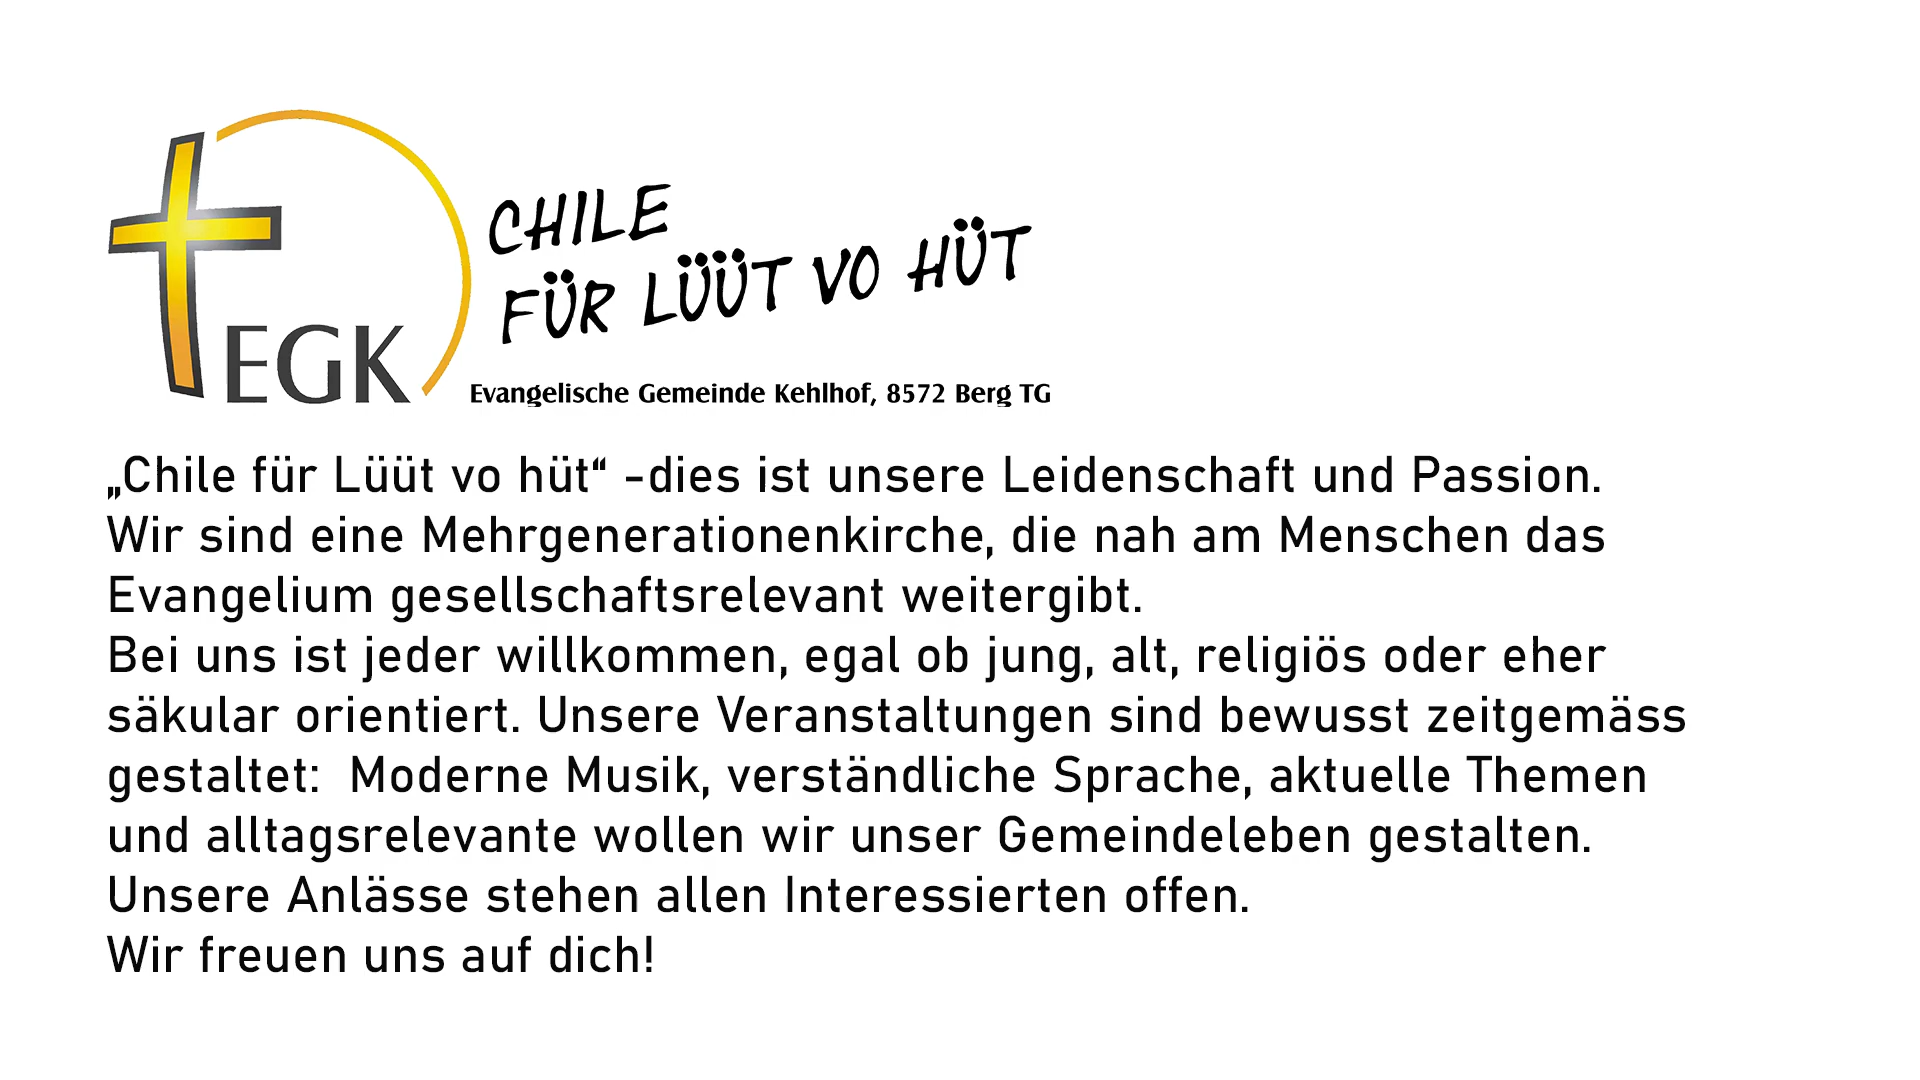 CHILE
FÜR LÜÜT VO HÜT
EGK
Evangelische Gemeinde Kehlhof, 8572 Berg TG
„Chile für Lüüt vo hüt“ -dies ist unsere Leidenschaft und Passion.
Wir sind eine Mehrgenerationenkirche, die nah am Menschen das
Evangelium gesellschaftsrelevant weitergibt.
Bei uns ist jeder willkommen, egal ob jung, alt, religiös oder eher
säkular orientiert. Unsere Veranstaltungen sind bewusst zeitgemäss
gestaltet:  Moderne Musik, verständliche Sprache, aktuelle Themen
und alltagsrelevante wollen wir unser Gemeindeleben gestalten.
Unsere Anlässe stehen allen Interessierten offen.
Wir freuen uns auf dich!